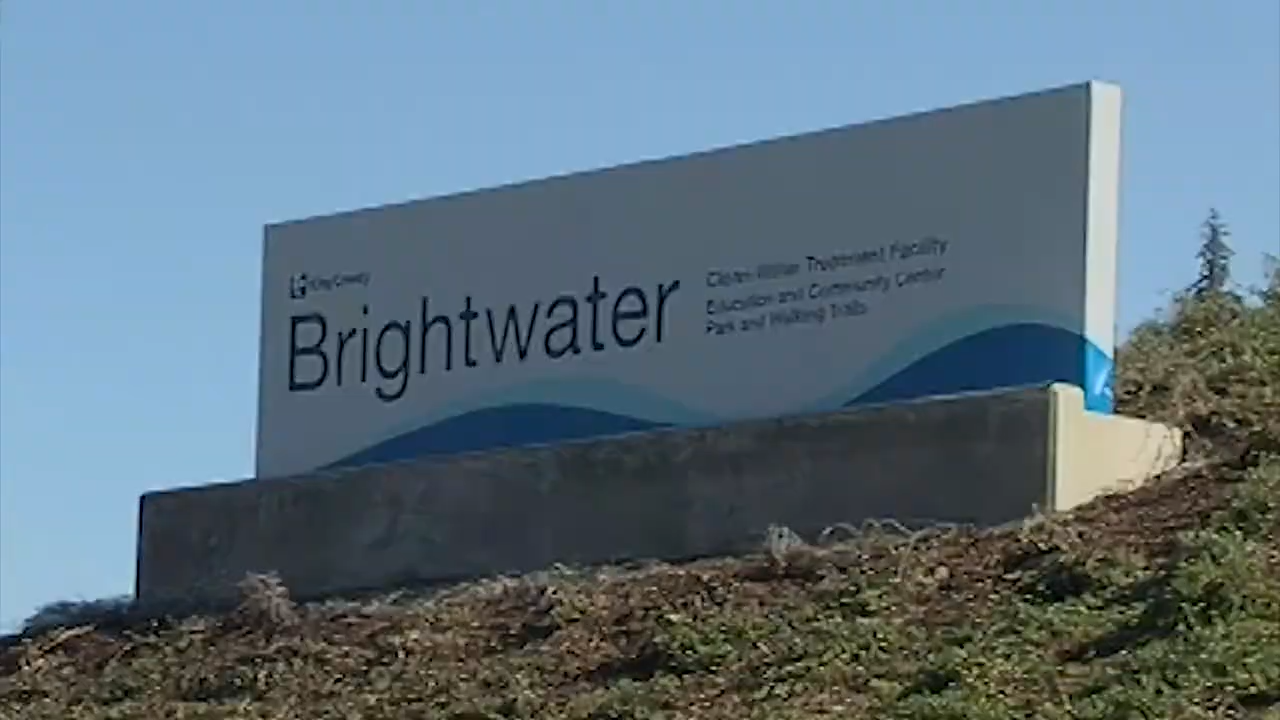 King County
Brightwater
Clean-Water Treatment Facility
Education and Community Center
Park and Walking Trails